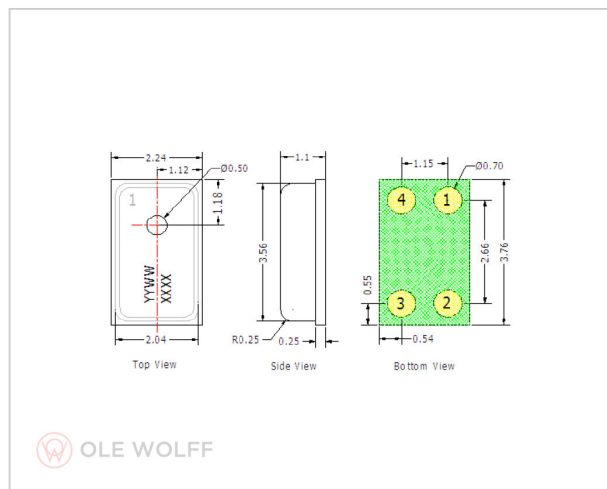 2.24
1.12
Ø0.50
1
1.18
YYWW
XXXX
2.04
Top View
1.1
3.56
R0.25
0.25
Side View
1.15
Ø0.70
4
1
2.66
3.76
0.55
3
2
0.54
Bottom View
OLE WOLFF